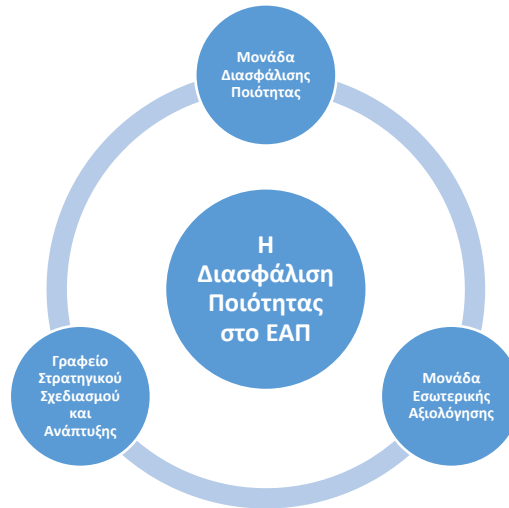 Μονάδα
Διασφάλισης
Ποιότητας
Η
Διασφάλιση
Ποιότητας
στο ΕΑΠ
Γραφείο
Στρατηγικού
Σχεδιασμού
και
Ανάπτυξης
Μονάδα
Εσωτερικής
Αξιολόγησης